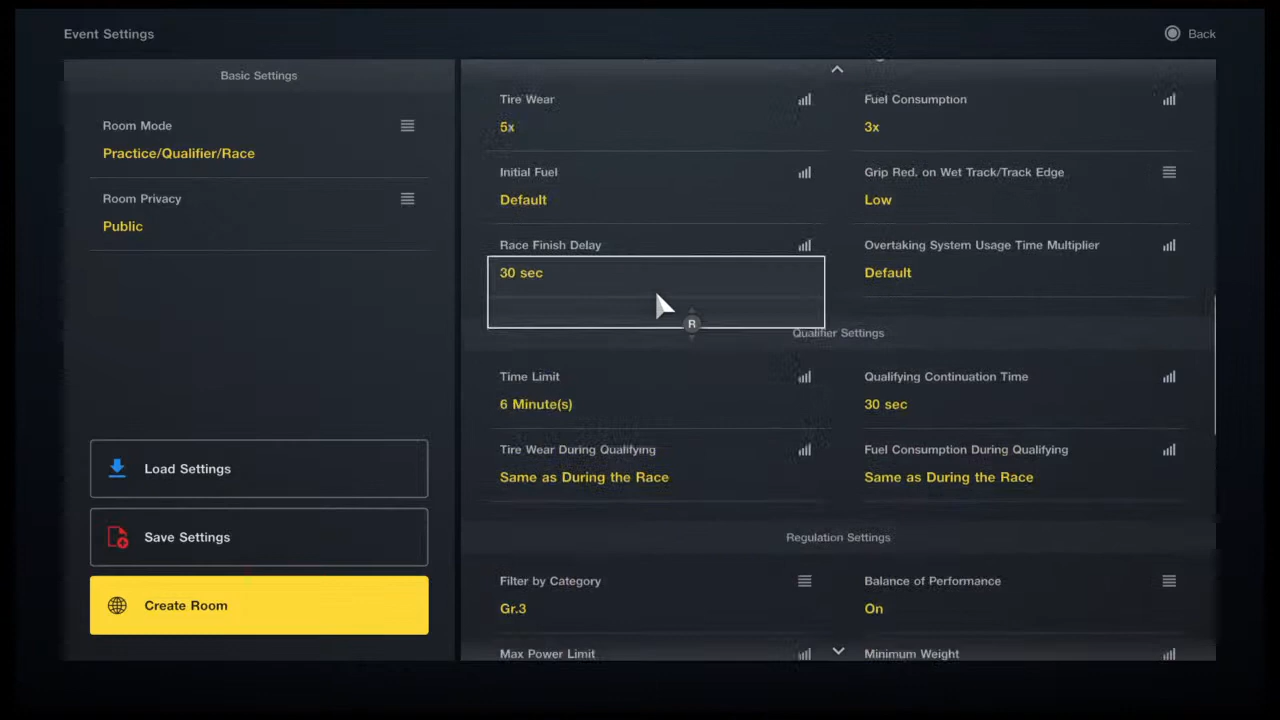 Event Settings
Back
Basic Settings
Room Mode
Practice/Qualifier/Race
Room Privacy
Public
Load Settings
Save Settings
Create Room
Tire Wear
5x
Fuel Consumption
3x
Initial Fuel
Default
Grip Red. on Wet Track/Track Edge
Low
Race Finish Delay
30 sec
Overtaking System Usage Time Multiplier
Default
R
Qualifier Settings
Time Limit
6 Minute(s)
Qualifying Continuation Time
30 sec
Tire Wear During Qualifying
Same as During the Race
Fuel Consumption During Qualifying
Same as During the Race
Regulation Settings
Filter by Category
Gr.3
Balance of Performance
On
Max Power Limit
Minimum Weight